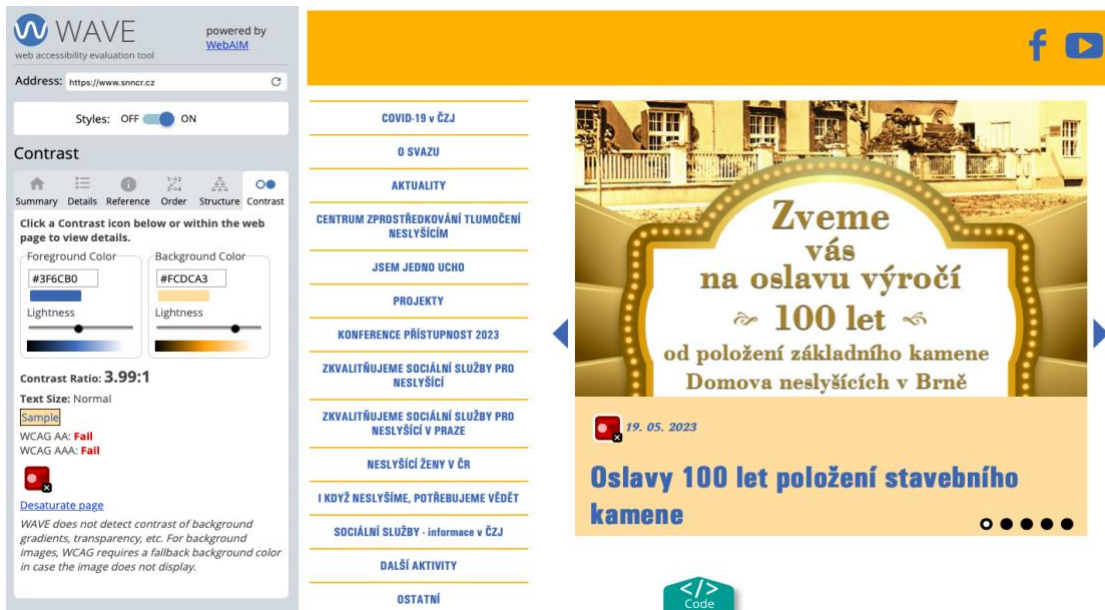 WAVE
web accessibility evaluation tool
powered by
WebAIM
Address: https://www.snncr.cz
Styles: OFF ON
Contrast
Summary Details Reference Order Structure Contrast
Click a Contrast icon below or within the web
page to view details.
Foreground Color
#3F6CB0
Lightness
Background Color
#FCDCA3
Lightness
Contrast Ratio: 3.99:1
Text Size: Normal
Sample
WCAG AA: Fail
WCAG AAA: Fail
Desaturate page
WAVE does not detect contrast of background
gradients, transparency, etc. For background
images, WCAG requires a fallback background color
in case the image does not display.
COVID-19 v ČZJ
O SVAZU
AKTUALITY
CENTRUM ZPROSTŘEDKOVÁNÍ TLUMOČENÍ
NESLYŠÍCÍM
JSEM JEDNO UCHO
PROJEKTY
KONFERENCE PŘÍSTUPNOST 2023
ZKVALITŇUJEME SOCIÁLNÍ SLUŽBY PRO
NESLYŠÍCÍ
ZKVALITŇUJEME SOCIÁLNÍ SLUŽBY PRO
NESLYŠÍCÍ V PRAZE
NESLYŠÍCÍ ŽENY V ČR
I KDYŽ NESLYŠÍME, POTŘEBUJEME VĚDĚT
SOCIÁLNÍ SLUŽBY - informace v ČZJ
DALŠÍ AKTIVITY
OSTATNÍ
Zveme
vás
na oslavu výročí
100 let
od položení základního kamene
Domova neslyšících v Brně
19. 05. 2023
Oslavy 100 let položení stavebního
kamene
</>
Code